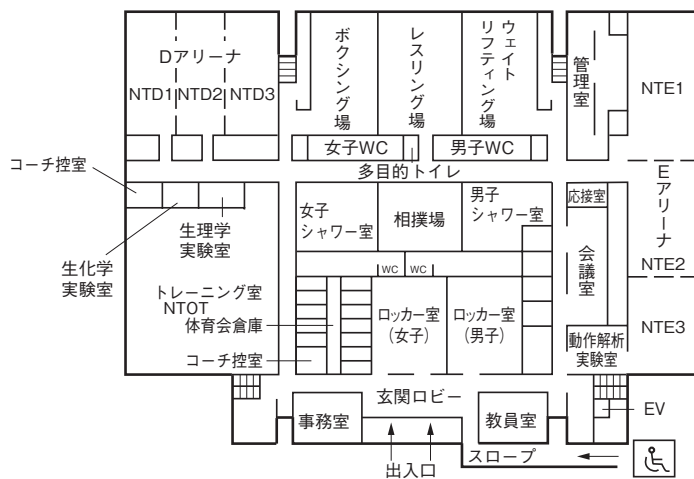 Dアリーナ
NTD1
NTD2
NTD3
ボクシング場
レスリング場
ウェイト
リフティング場
管理室
NTE1
女子WC
男子WC
多目的トイレ
コーチ控室
生理学
実験室
生化学
実験室
女子
シャワー室
相撲場
男子
シャワー室
応接室
Eアリーナ
会議室
NTE2
WC
WC
トレーニング室
NTOT
体育会倉庫
コーチ控室
ロッカー室
(女子)
ロッカー室
(男子)
動作解析
実験室
NTE3
玄関ロビー
事務室
教員室
EV
出入口
スロープ